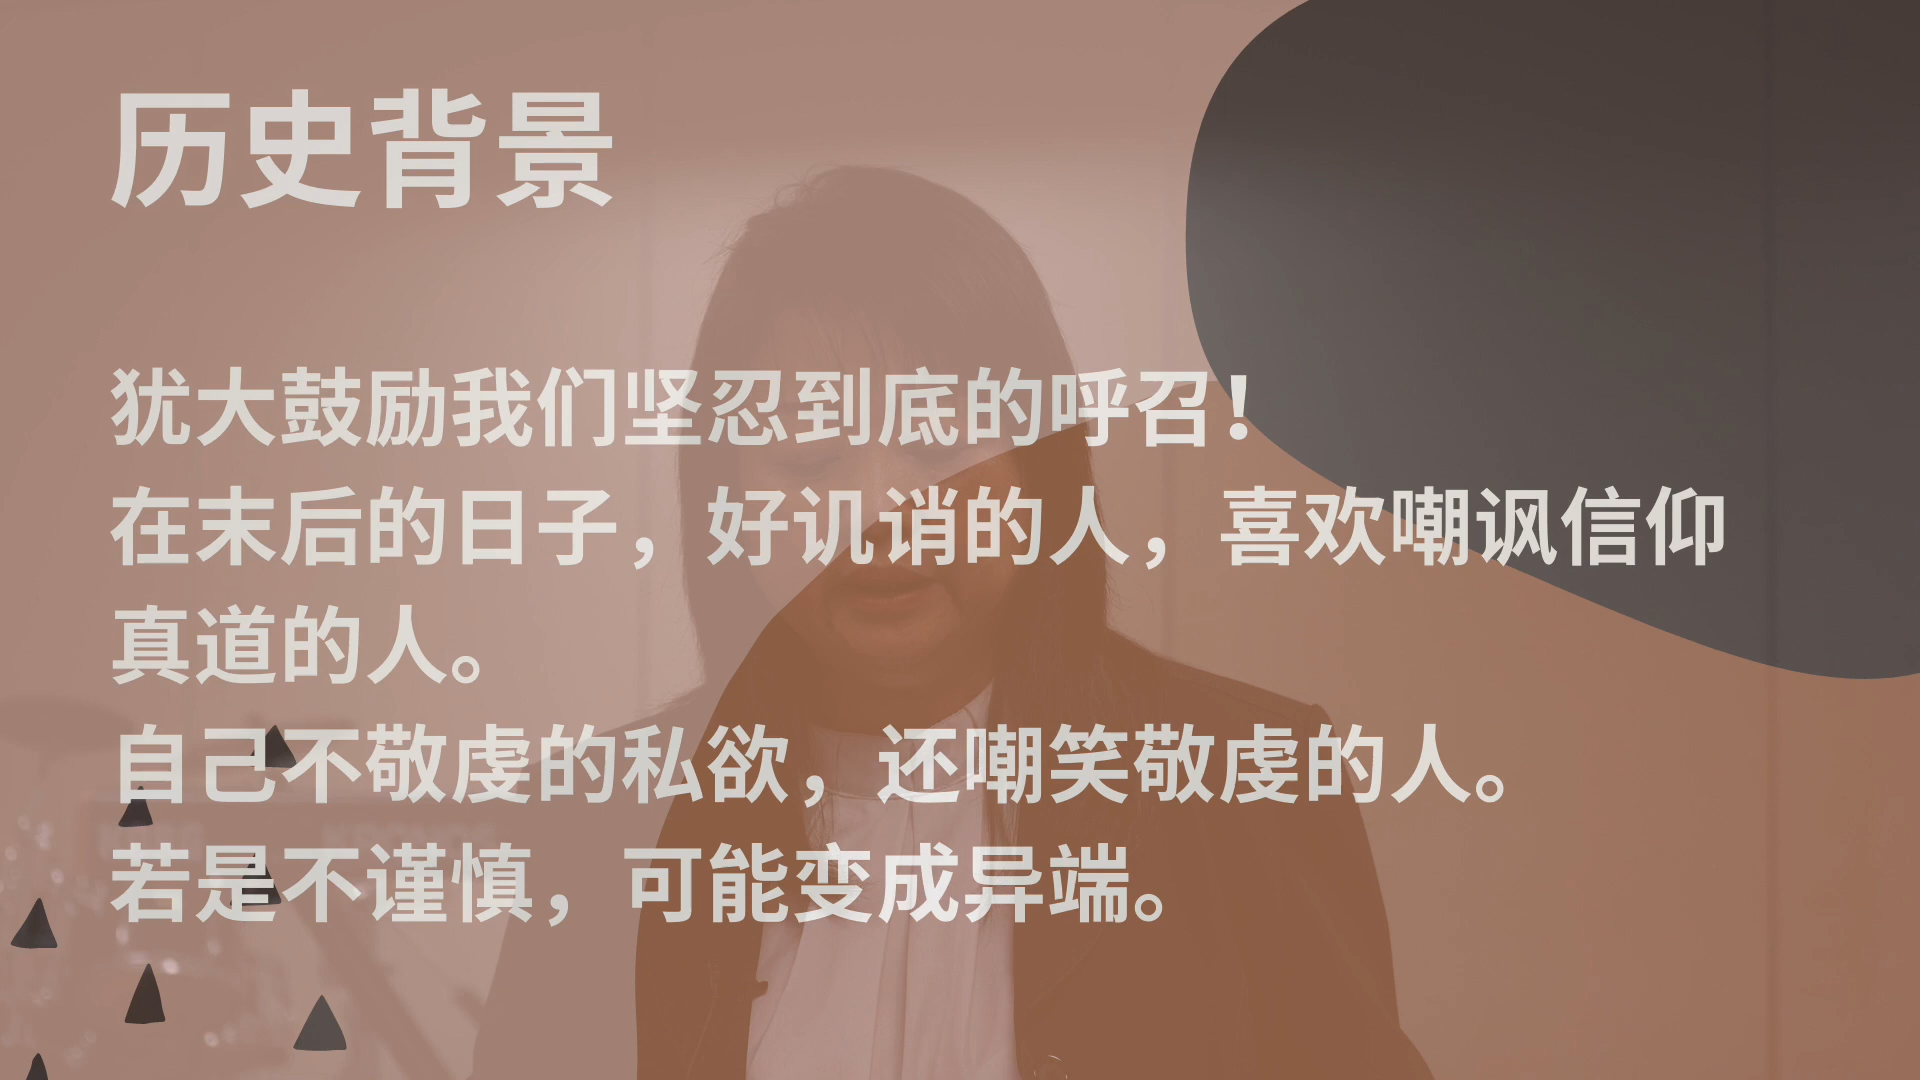 历史背景
犹大鼓励我们坚忍到底的呼召！
在末后的日子，好讥诮的人，喜欢嘲讽信仰
真道的人。
自己不敬虔的私欲，还嘲笑敬虔的人。
若是不谨慎，可能变成异端。